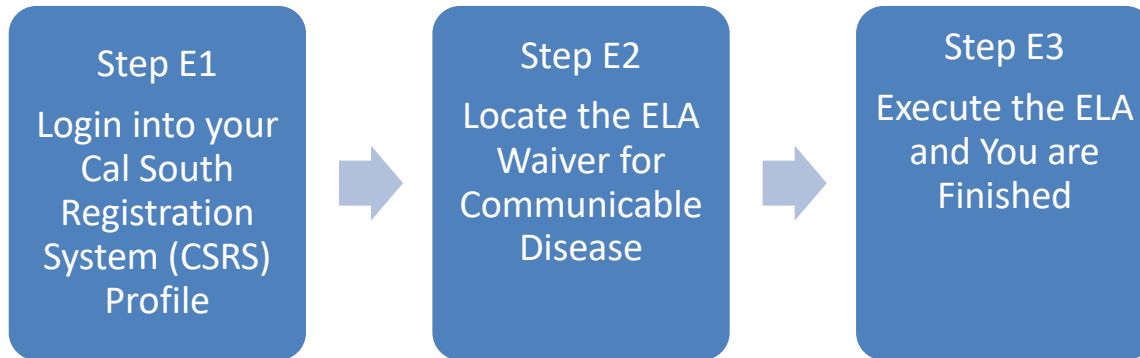 Step E1
Login into your
Cal South
Registration
System (CSRS)
Profile
Step E2
Locate the ELA
Waiver for
Communicable
Disease
Step E3
Execute the ELA
and You are
Finished